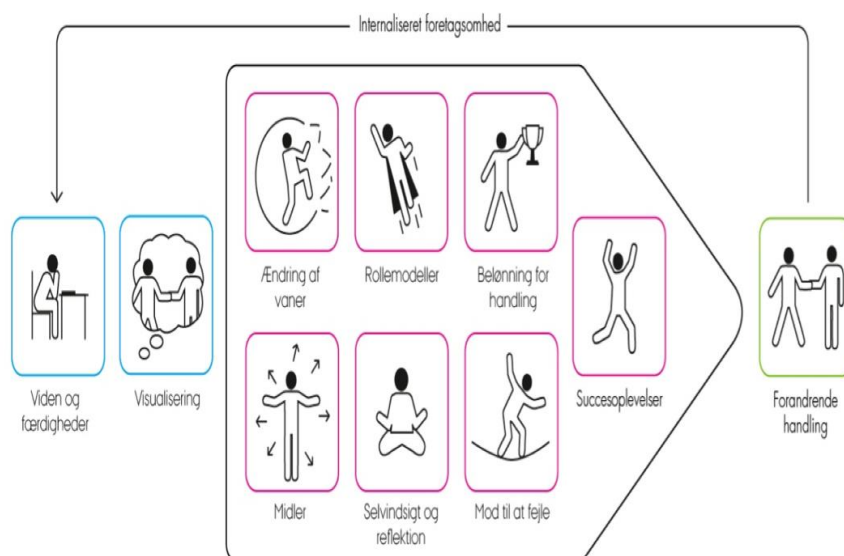 Internaliseret foretagsomhed
Ændring af
vaner
Rollemodeller
Belønning for
handling
Viden og
færdigheder
Visualisering
Succesoplevelser
Forandrende
handling
Midler
Selvindsigt og
reflektion
Mod til at fejle